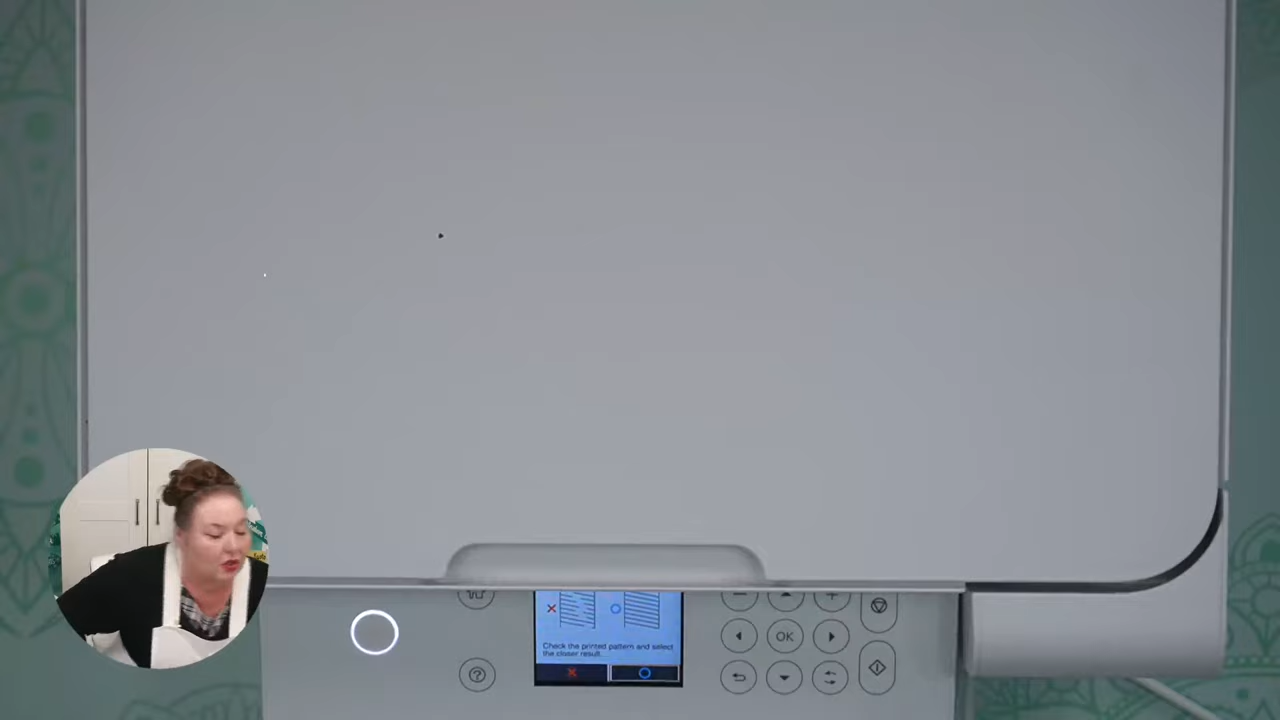 Check the printed pattern and select
the closer result.
OK